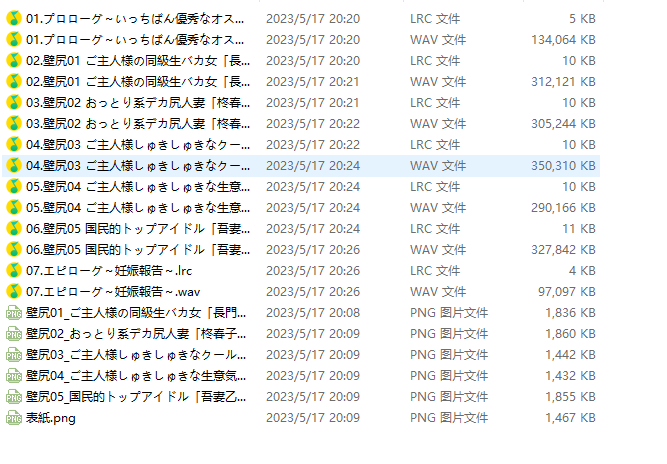 01.プロローグ～いっちばん優秀なオス... 2023/5/17 20:20 LRC 文件 5 KB
01.プロローグ～いっちばん優秀なオス... 2023/5/17 20:20 WAV 文件 134,064 KB
02.壁尻01 ご主人様の同級生バカ女「長... 2023/5/17 20:20 LRC 文件 10 KB
02.壁尻01 ご主人様の同級生バカ女「長... 2023/5/17 20:21 WAV 文件 312,121 KB
03.壁尻02 おっとり系デカ尻人妻「柊春... 2023/5/17 20:21 LRC 文件 10 KB
03.壁尻02 おっとり系デカ尻人妻「柊春... 2023/5/17 20:22 WAV 文件 305,244 KB
04.壁尻03 ご主人様しゅきしゅきなクー... 2023/5/17 20:22 LRC 文件 10 KB
04.壁尻03 ご主人様しゅきしゅきなクー... 2023/5/17 20:24 WAV 文件 350,310 KB
05.壁尻04 ご主人様しゅきしゅきな生意... 2023/5/17 20:24 LRC 文件 10 KB
05.壁尻04 ご主人様しゅきしゅきな生意... 2023/5/17 20:24 WAV 文件 290,166 KB
06.壁尻05 国民的トップアイドル「吾妻... 2023/5/17 20:24 LRC 文件 11 KB
06.壁尻05 国民的トップアイドル「吾妻... 2023/5/17 20:26 WAV 文件 327,842 KB
07.エピローグ～妊娠報告～.lrc 2023/5/17 20:26 LRC 文件 4 KB
07.エピローグ～妊娠報告～.wav 2023/5/17 20:26 WAV 文件 97,097 KB
PNG 壁尻01_ご主人様の同級生バカ女「長門... 2023/5/17 20:08 PNG 图片文件 1,836 KB
PNG 壁尻02_おっとり系デカ尻人妻「柊春子... 2023/5/17 20:09 PNG 图片文件 1,860 KB
PNG 壁尻03_ご主人様しゅきしゅきなクール... 2023/5/17 20:09 PNG 图片文件 1,442 KB
PNG 壁尻04_ご主人様しゅきしゅきな生意気... 2023/5/17 20:09 PNG 图片文件 1,432 KB
PNG 壁尻05_国民的トップアイドル「吾妻乙... 2023/5/17 20:09 PNG 图片文件 1,855 KB
PNG 表紙.png 2023/5/17 20:09 PNG 图片文件 1,467 KB